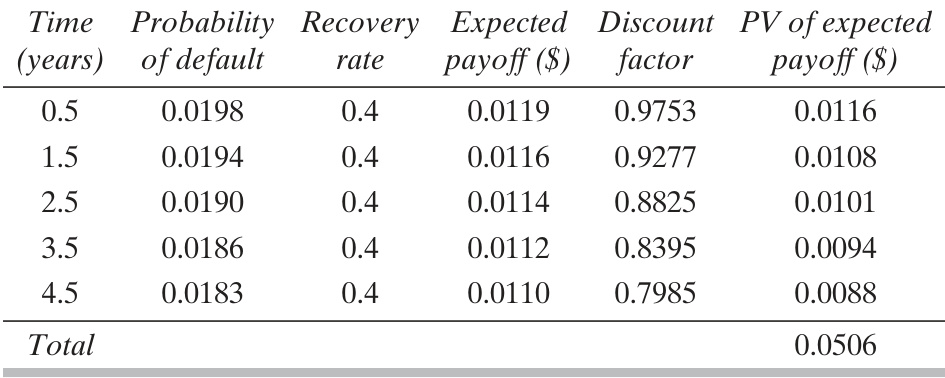 Time Probability Recovery Expected Discount PV of expected
(years) of default rate payoff ($) factor payoff ($)
0.5 0.0198 0.4 0.0119 0.9753 0.0116
1.5 0.0194 0.4 0.0116 0.9277 0.0108
2.5 0.0190 0.4 0.0114 0.8825 0.0101
3.5 0.0186 0.4 0.0112 0.8395 0.0094
4.5 0.0183 0.4 0.0110 0.7985 0.0088
Total 0.0506